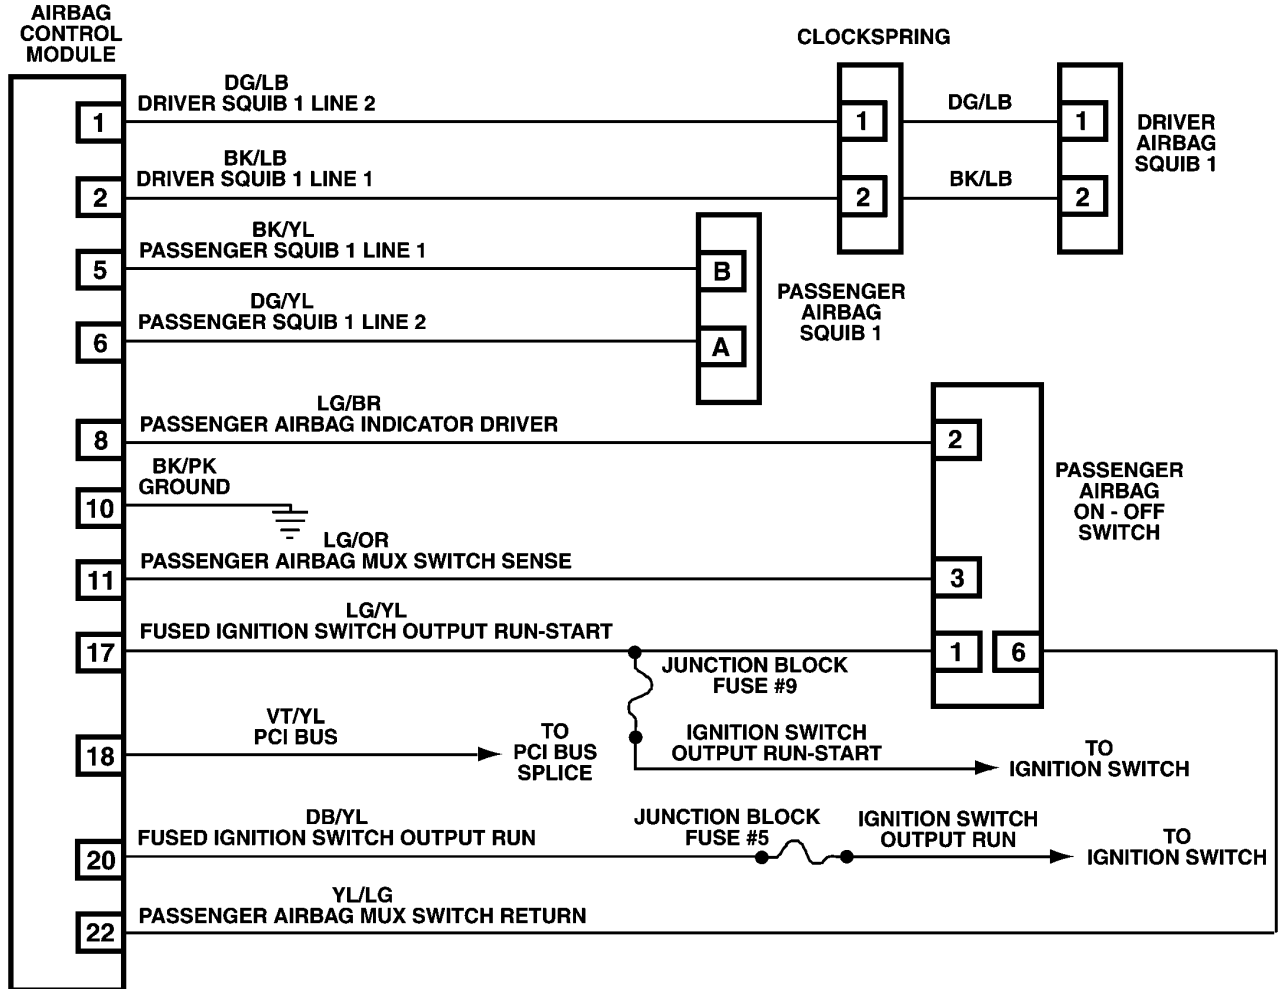 AIRBAG
CONTROL
MODULE
CLOCKSPRING
DG/LB
DRIVER SQUIB 1 LINE 2
1
1
DG/LB
1
DRIVER
AIRBAG
SQUIB 1
BK/LB
DRIVER SQUIB 1 LINE 1
2
2
BK/LB
2
BK/YL
PASSENGER SQUIB 1 LINE 1
5
B
DG/YL
PASSENGER SQUIB 1 LINE 2
6
A
PASSENGER
AIRBAG
SQUIB 1
LG/BR
PASSENGER AIRBAG INDICATOR DRIVER
8
2
BK/PK
GROUND
10
PASSENGER
AIRBAG
ON - OFF
SWITCH
LG/OR
PASSENGER AIRBAG MUX SWITCH SENSE
11
3
LG/YL
FUSED IGNITION SWITCH OUTPUT RUN-START
17
1
6
JUNCTION BLOCK
FUSE #9
VT/YL
PCI BUS
18
TO
PCI BUS
SPLICE
IGNITION SWITCH
OUTPUT RUN-START
TO
IGNITION SWITCH
DB/YL
FUSED IGNITION SWITCH OUTPUT RUN
20
JUNCTION BLOCK
FUSE #5
IGNITION SWITCH
OUTPUT RUN
TO
IGNITION SWITCH
YL/LG
PASSENGER AIRBAG MUX SWITCH RETURN
22